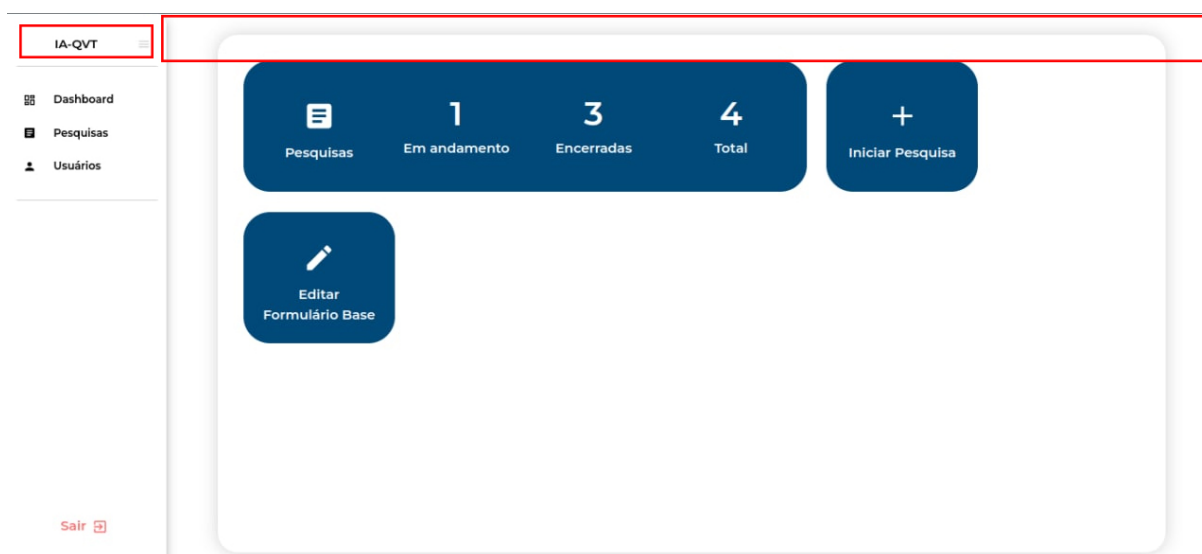 IA-QVT
Dashboard
Pesquisas
Usuários
Sair
Pesquisas
1
Em andamento
3
Encerradas
4
Total
Iniciar Pesquisa
Editar
Formulário Base